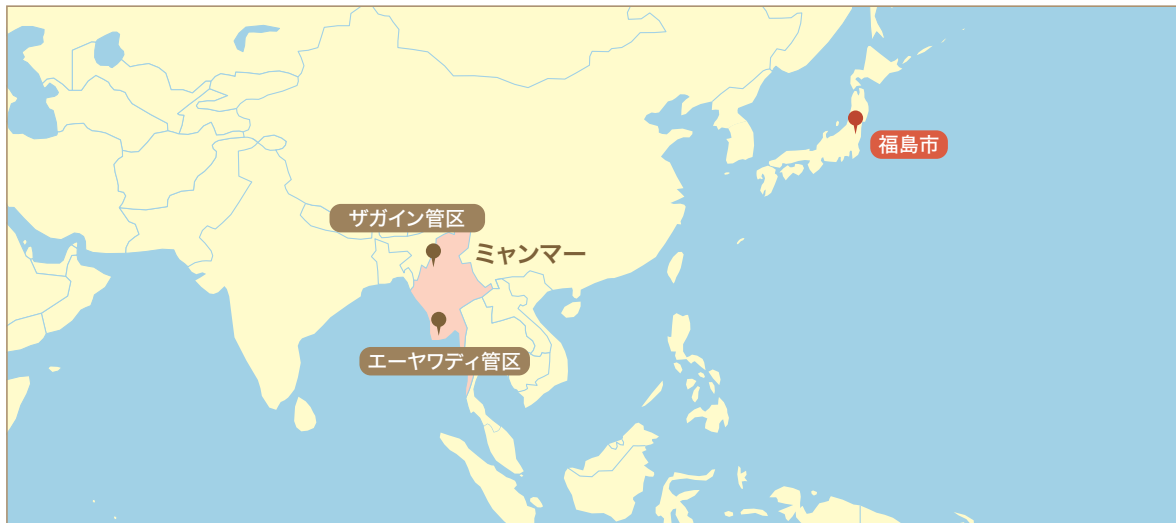 福島市
ザガイン管区
ミャンマー
エーヤワディ管区